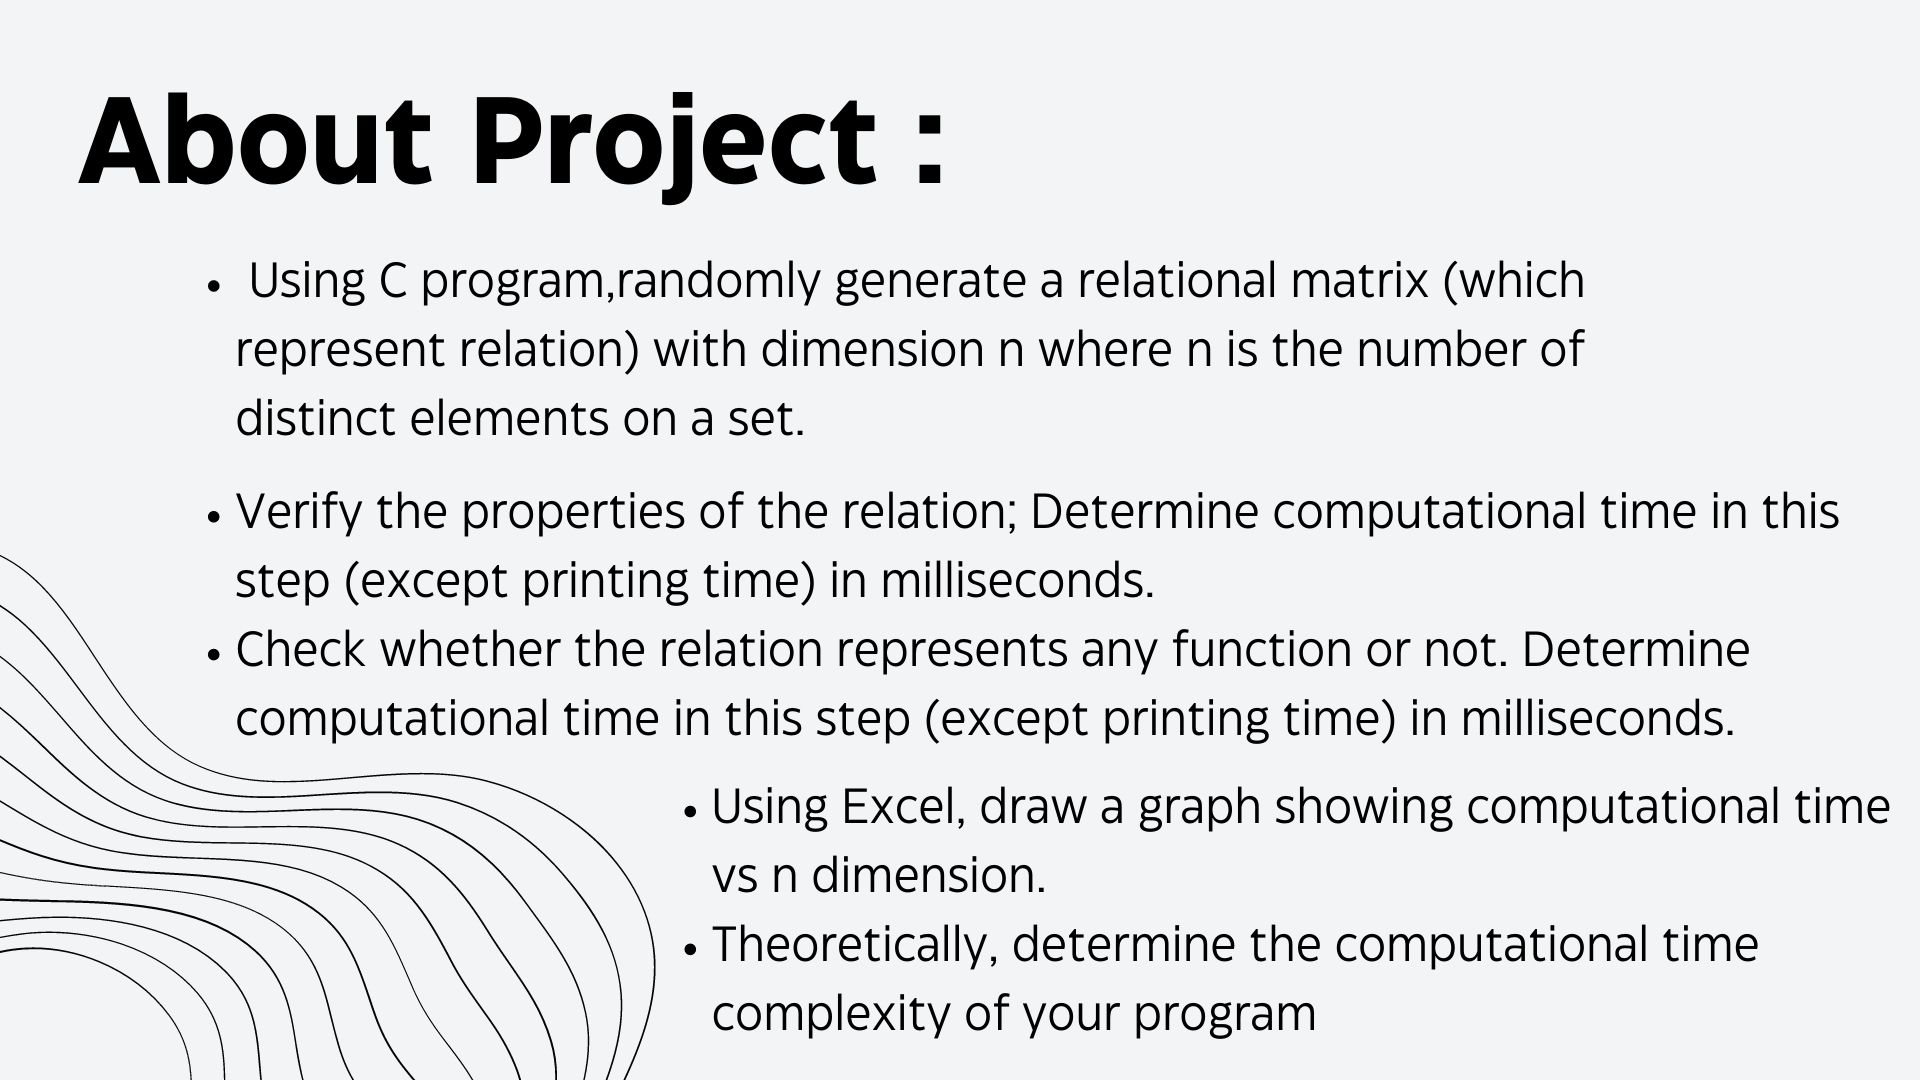 About Project :
• Using C program,randomly generate a relational matrix (which
represent relation) with dimension n where n is the number of
distinct elements on a set.
• Verify the properties of the relation; Determine computational time in this
step (except printing time) in milliseconds.
• Check whether the relation represents any function or not. Determine
computational time in this step (except printing time) in milliseconds.
• Using Excel, draw a graph showing computational time
vs n dimension.
• Theoretically, determine the computational time
complexity of your program